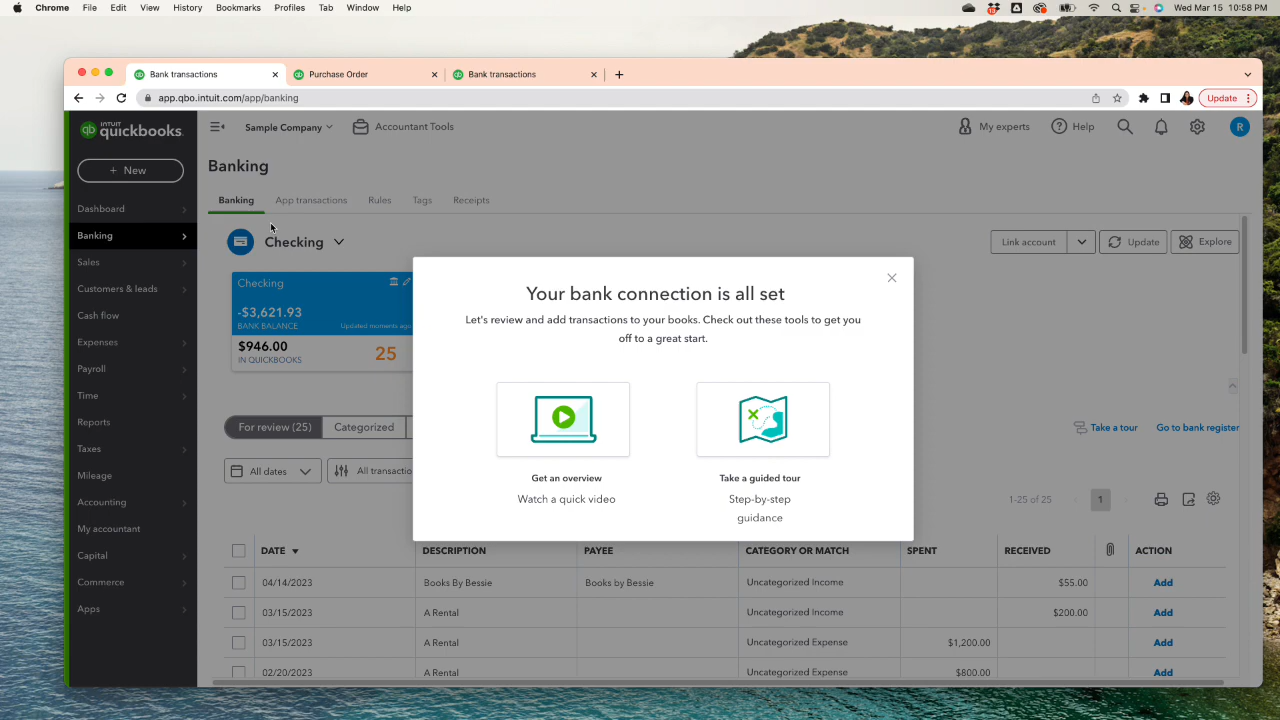 Chrome File Edit View History Bookmarks Profiles Tab Window Help Wed Mar 15 10:58 PM
Bank transactions Purchase Order Bank transactions
app.qbo.intuit.com/app/banking Update
intuit quickbooks. Sample Company Accountant Tools My experts Help R
+ New
Banking
Dashboard
Banking
Sales
Customers & leads
Cash flow
Expenses
Payroll
Time
Reports
Taxes
Mileage
Accounting
My accountant
Capital
Commerce
Apps
Banking App transactions Rules Tags Receipts
Checking Link account Update Explore
Checking
-$3,621.93
BANK BALANCE Updated moments ago
$946.00
IN QUICKBOOKS
25
Your bank connection is all set
Let's review and add transactions to your books. Check out these tools to get you
off to a great start.
Get an overview
Watch a quick video
Take a guided tour
Step-by-step
guidance
For review (25) Categorized Take a tour Go to bank register
All dates All transactio 1-25 of 25 1
DATE DESCRIPTION PAYEE CATEGORY OR MATCH SPENT RECEIVED ACTION
04/14/2023 Books by Bessie Books by Bessie Uncategorized Income $55.00 Add
03/15/2023 A Rental Uncategorized Income $200.00 Add
03/15/2023 A Rental Uncategorized Expense $1,200.00 Add
02/20/2023 A Rental Uncategorized Expense $800.00 Add